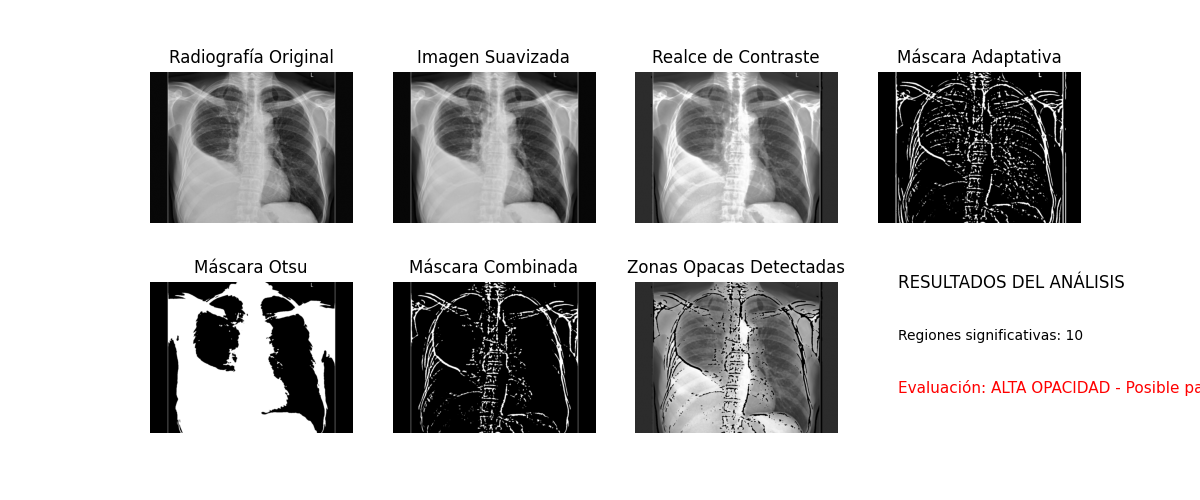 Radiografía Original
Imagen Suavizada
Realce de Contraste
Máscara Adaptativa
L
L
L
L
Máscara Otsu
Máscara Combinada
Zonas Opacas Detectadas
L
L
L
RESULTADOS DEL ANÁLISIS
Regiones significativas: 10
Evaluación: ALTA OPACIDAD - Posible pa